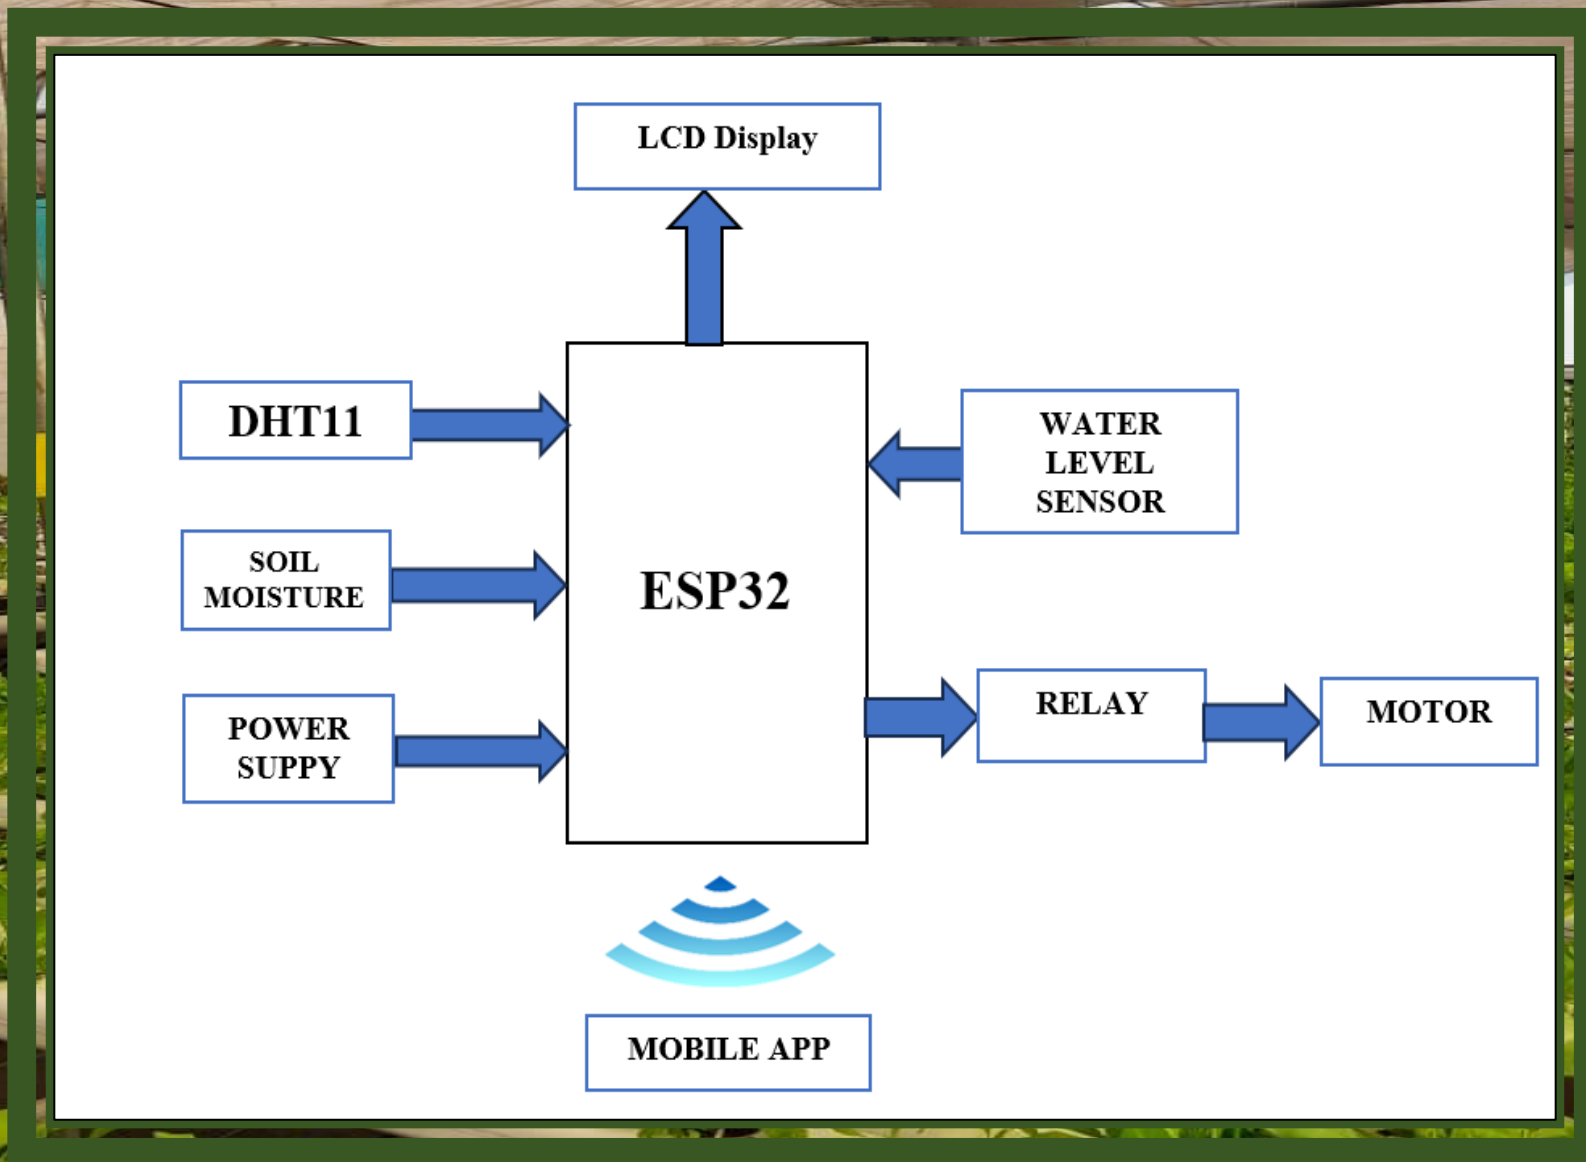 LCD Display
DHT11
WATER
LEVEL
SENSOR
SOIL
MOISTURE
ESP32
POWER
SUPPY
RELAY
MOTOR
MOBILE APP